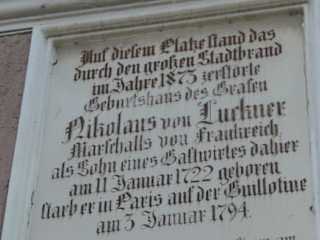 Auf diesem Platze stand das
durch den großen Stadtbrand
im Jahre 1873 zerstörte
Geburtshaus des Grafen
Nikolaus von Luckner
Marschalls von Frankreich,
als Sohn eines Gastwirtes dahier
am 11 Januar 1722 geboren
starb er in Paris auf der Guillotine
am 3 Januar 1794.